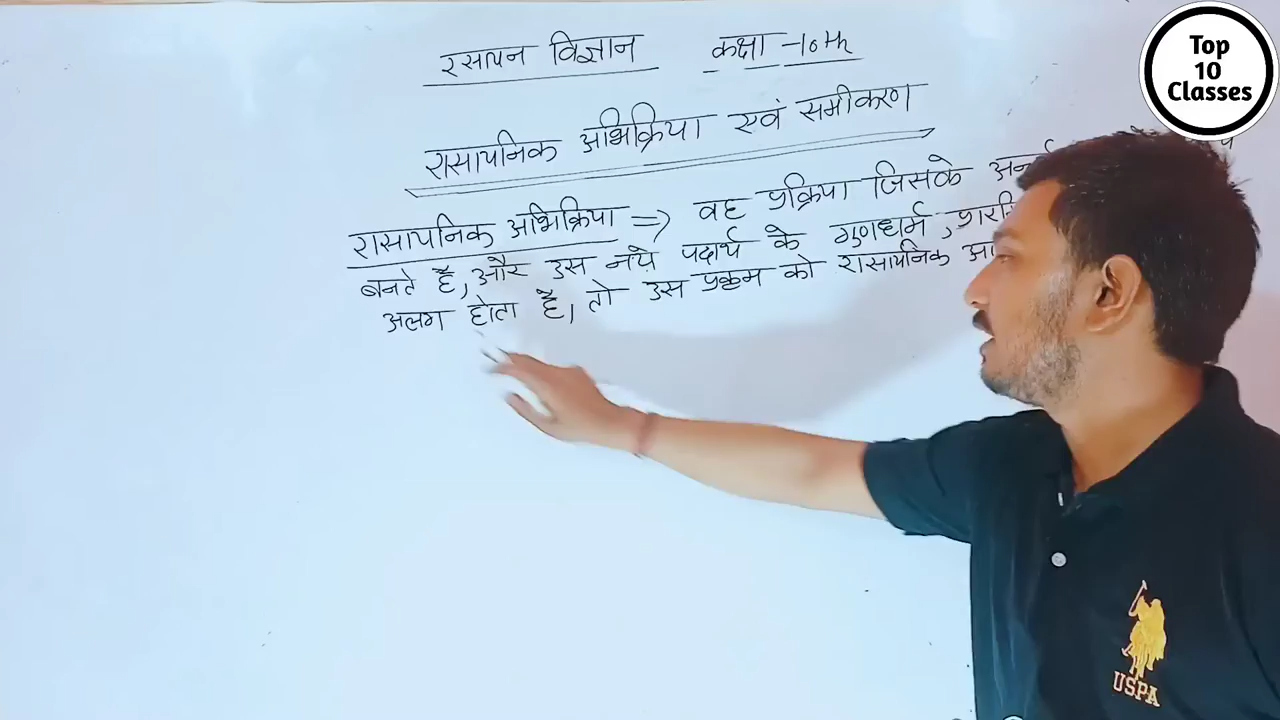 रसायन विज्ञान कक्षा -10th
रासायनिक अभिक्रिया एवं समीकरण
रासायनिक अभिक्रिया => वह प्रक्रिया जिसके
बनते है, और उस नये पदार्थ के गुणधर्म,
अलग होता है, तो उस प्रक्रम को रासायनिक
Top
10
Classes
USPA